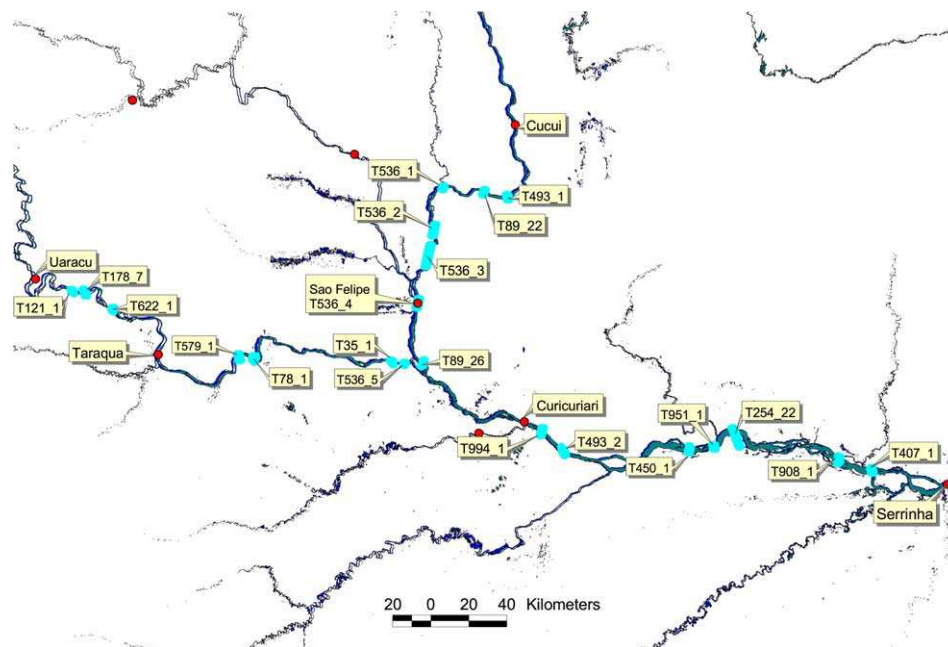 Cucui
T536_1
T493_1
T536_2
T89_22
Uaracu
T178_7
T536_3
Sao Felipe
T536_4
T121_1
T622_1
T579_1
T35_1
Taraqua
T89_26
T78_1
T536_5
Curicuriari
T951_1
T254_22
T994_1
T493_2
T450_1
T908_1
T407_1
Serrinha
20 0 20 40 Kilometers